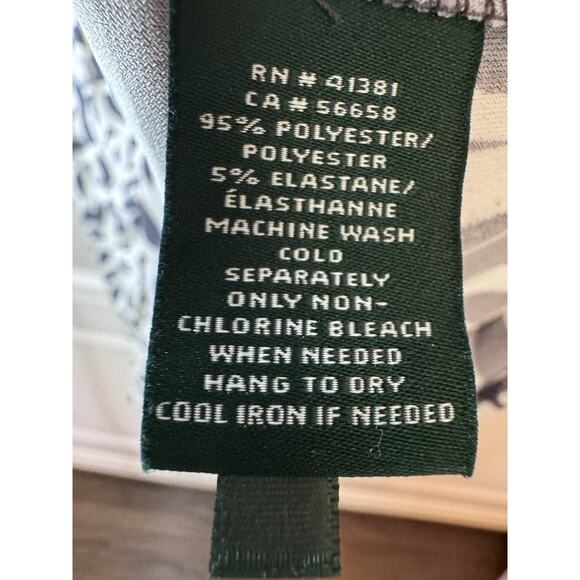 RN # 41381
CA # 56658
95% POLYESTER/
POLYESTER
5% ELASTANE/
ÉLASTHANNE
MACHINE WASH
COLD
SEPARATELY
ONLY NON-
CHLORINE BLEACH
WHEN NEEDED
HANG TO DRY
COOL IRON IF NEEDED